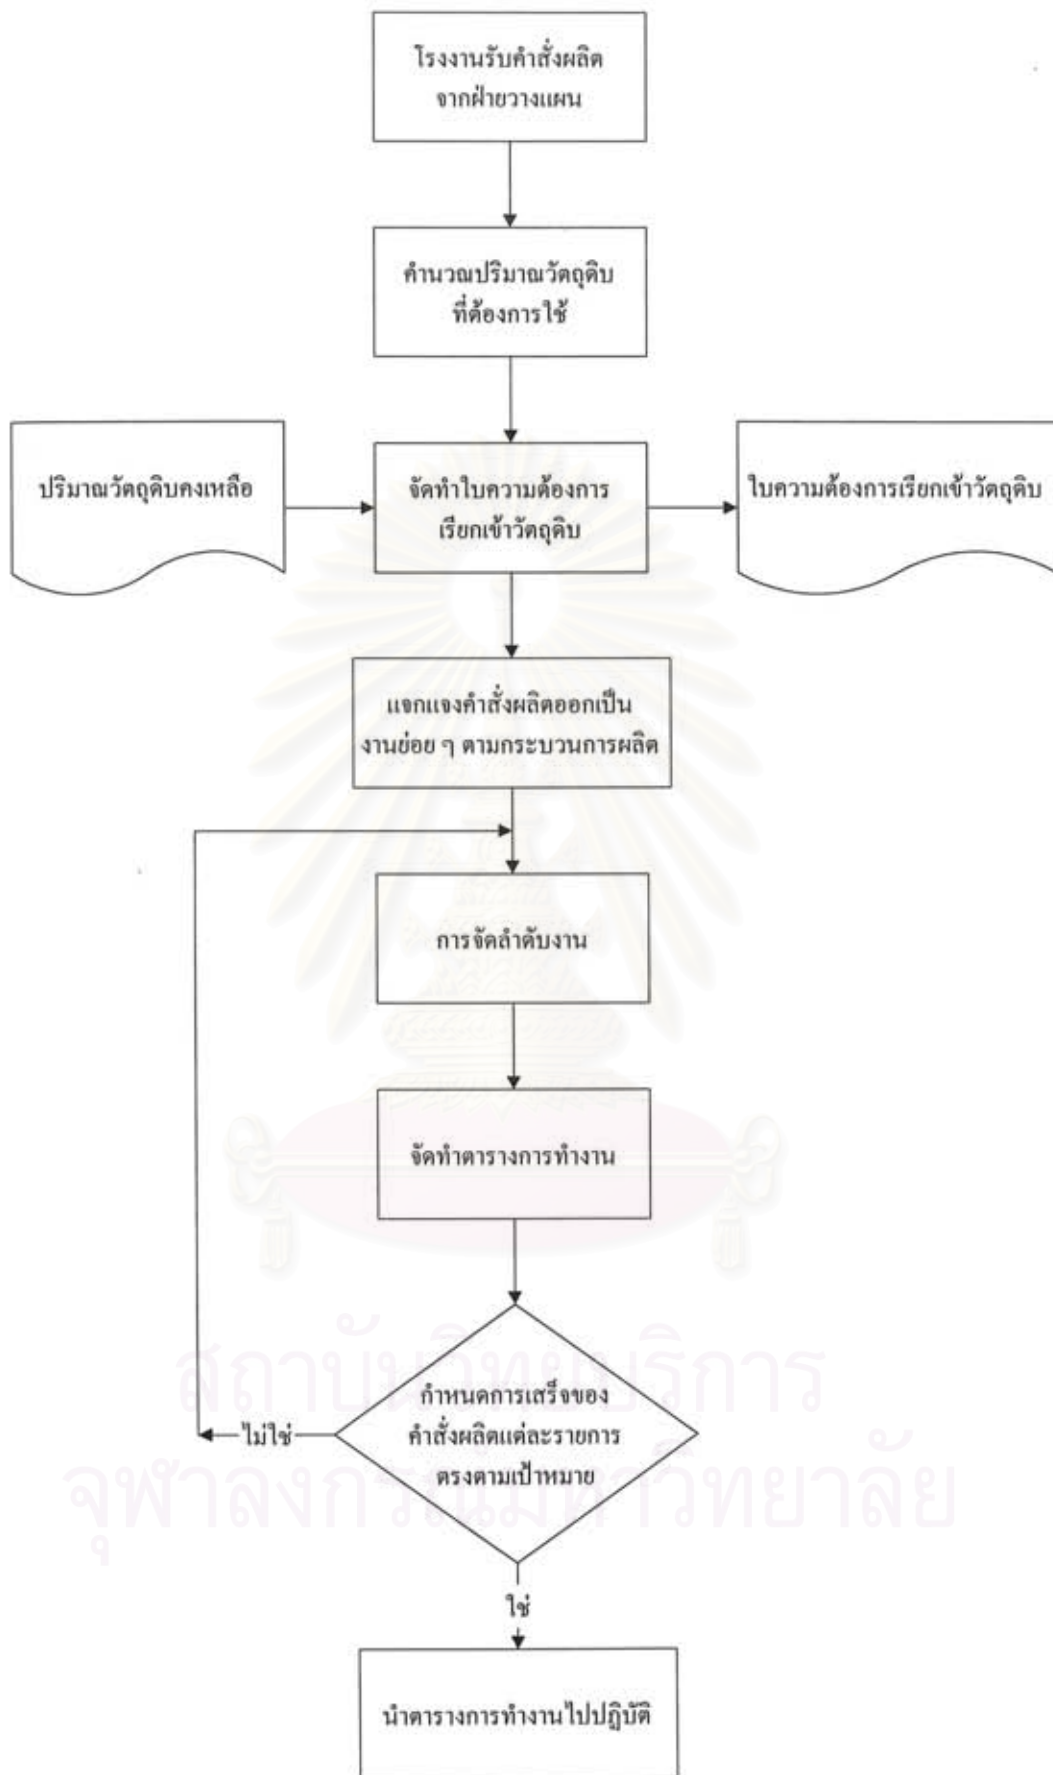 โรงงานรับคำสั่งผลิต
จากฝ่ายวางแผน
คำนวณปริมาณวัตถุดิบ
ที่ต้องการใช้
ปริมาณวัตถุดิบคงเหลือ
จัดทำใบความต้องการ
เรียกเข้าวัตถุดิบ
ใบความต้องการเรียกเข้าวัตถุดิบ
แจกแจงคำสั่งผลิตออกเป็น
งานย่อย ๆ ตามกระบวนการผลิต
การจัดลำดับงาน
จัดทำตารางการทำงาน
กำหนดการเสร็จของ
คำสั่งผลิตแต่ละรายการ
ตรงตามเป้าหมาย
ไม่ใช่
ใช่
นำตารางการทำงานไปปฏิบัติ
สถาบันวิทยบริการ
จุฬาลงกรณ์มหาวิทยาลัย